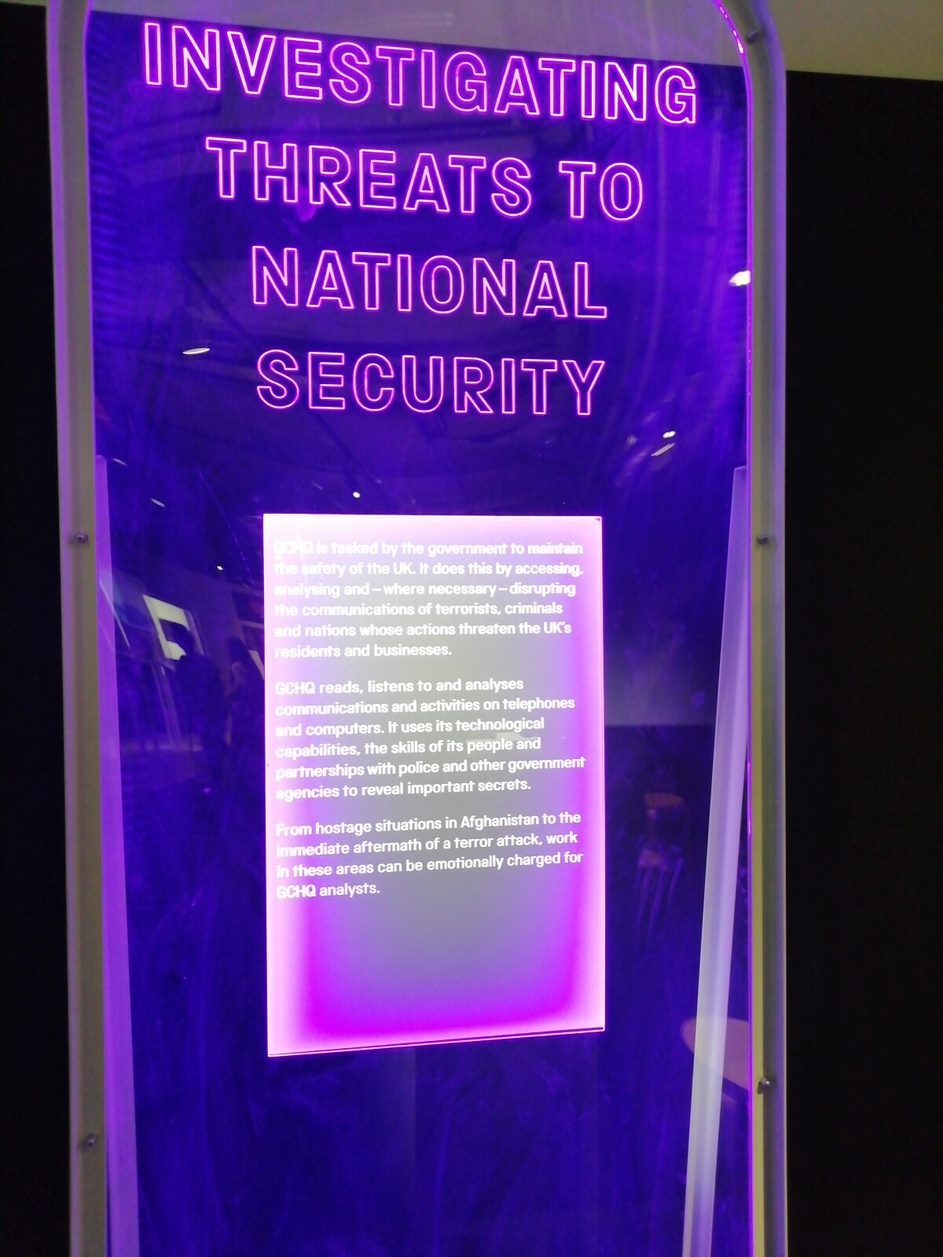 INVESTIGATING
THREATS TO
NATIONAL
SECURITY
GCHQ is tasked by the government to maintain
the safety of the UK. It does this by accessing,
analysing and – where necessary – disrupting
the communications of terrorists, criminals
and nations whose actions threaten the UK's
residents and businesses.
GCHQ reads, listens to and analyses
communications and activities on telephones
and computers. It uses its technological
capabilities, the skills of its people and
partnerships with police and other government
agencies to reveal important secrets.
From hostage situations in Afghanistan to the
immediate aftermath of a terror attack, work
in these areas can be emotionally charged for
GCHQ analysts.